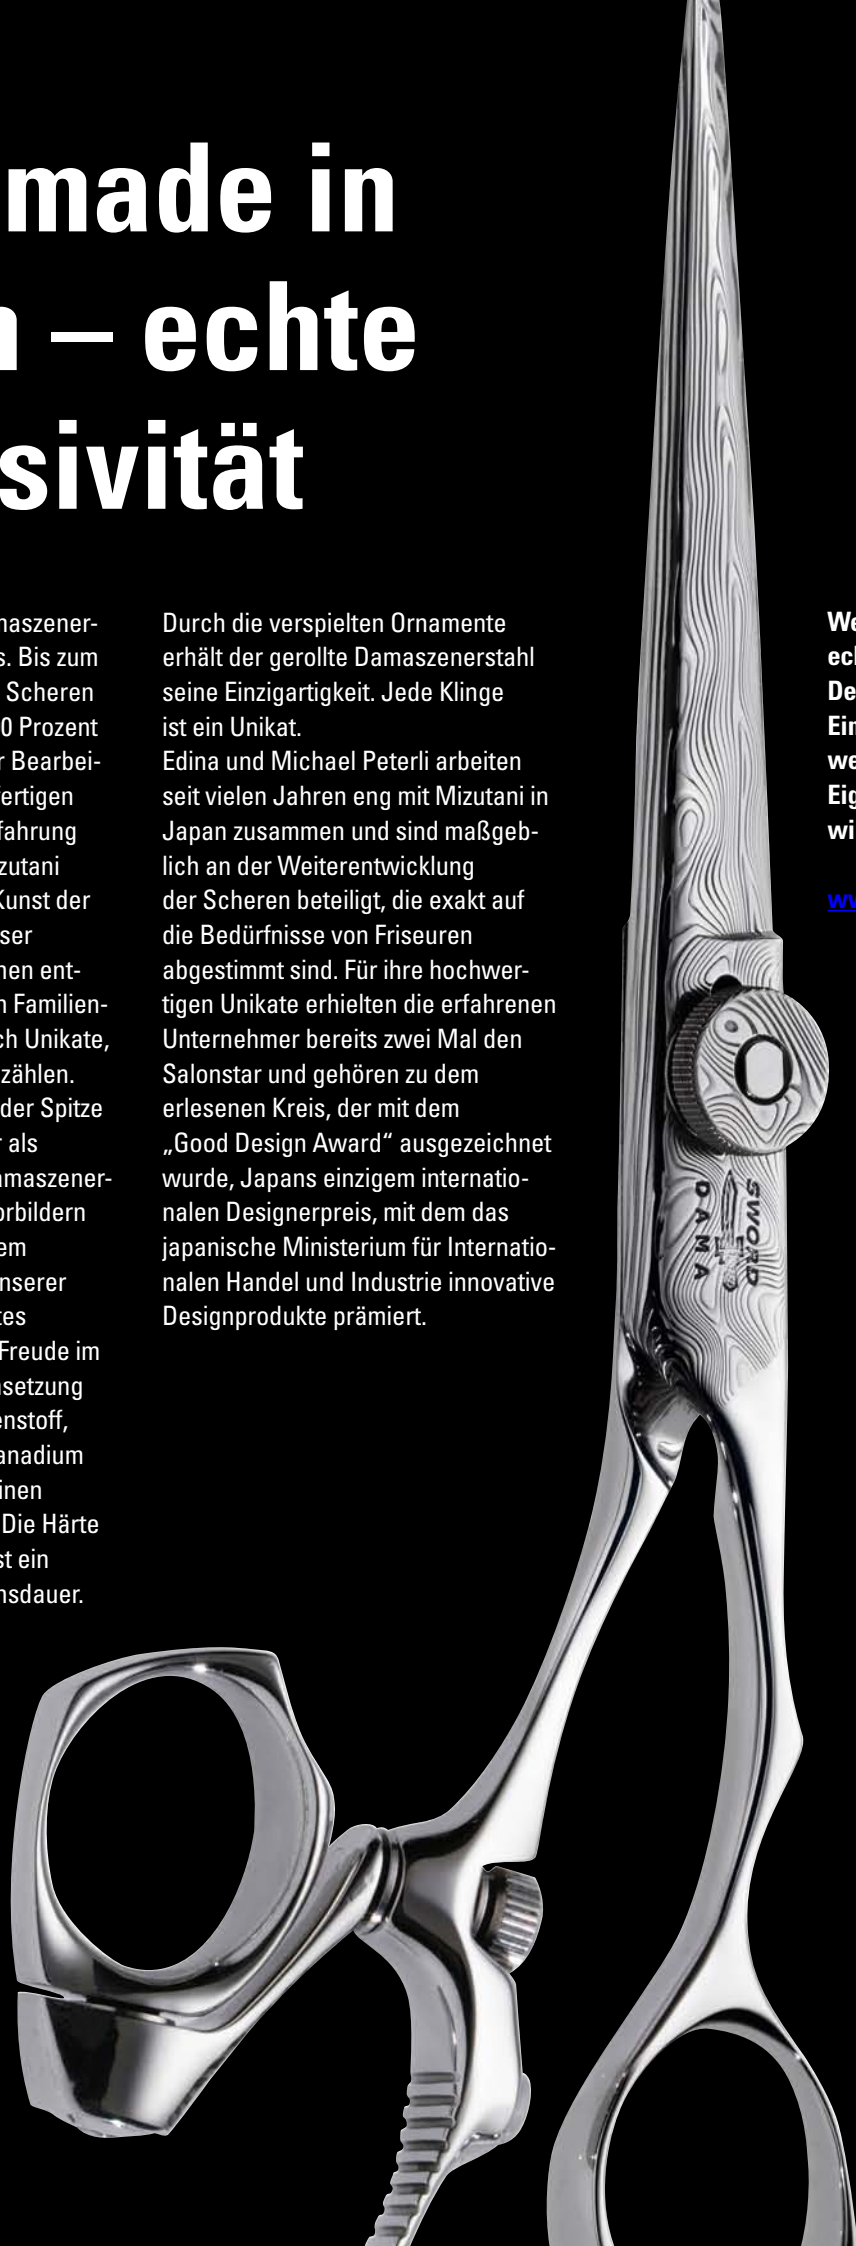 made in
– echte
sivität
maszener-
s. Bis zum
Scheren
0 Prozent
r Bearbei-
fertigen
fahrung
zutani
Kunst der
ser
nen ent-
n Familien-
ch Unikate,
zählen.
der Spitze
r als
amaszener-
orbildern
em
nserer
tes
Freude im
nsetzung
enstoff,
anadium
inen
Die Härte
st ein
nsdauer.
Durch die verspielten Ornamente
erhält der gerollte Damaszenerstahl
seine Einzigartigkeit. Jede Klinge
ist ein Unikat.
Edina und Michael Peterli arbeiten
seit vielen Jahren eng mit Mizutani in
Japan zusammen und sind maßgeb-
lich an der Weiterentwicklung
der Scheren beteiligt, die exakt auf
die Bedürfnisse von Friseuren
abgestimmt sind. Für ihre hochwer-
tigen Unikate erhielten die erfahrenen
Unternehmer bereits zwei Mal den
Salonstar und gehören zu dem
erlesenen Kreis, der mit dem
„Good Design Award“ ausgezeichnet
wurde, Japans einzigem internatio-
nalen Designerpreis, mit dem das
japanische Ministerium für Internatio-
nalen Handel und Industrie innovative
Designprodukte prämiert.
We
ec
De
Ein
we
Eig
wi
SWORD
DAMA